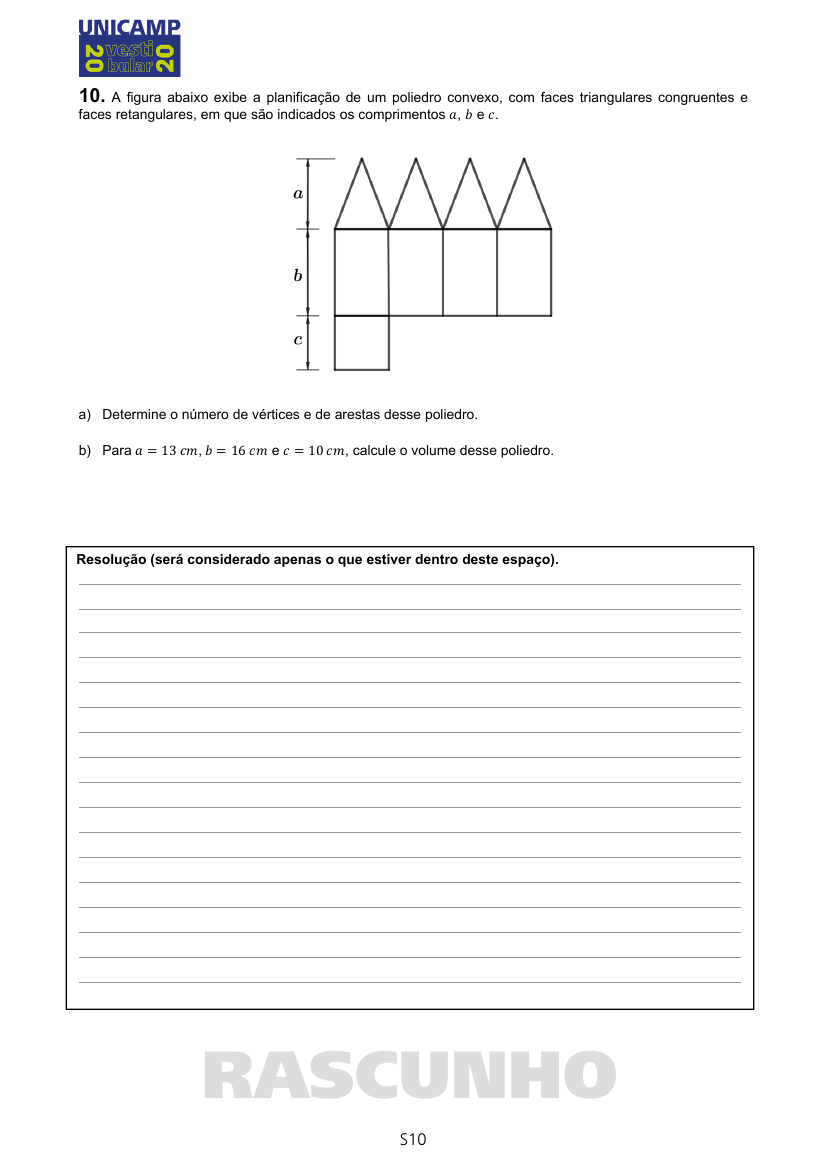 UNICAMP
20 vesti 20
bular
10. A figura abaixo exibe a planificação de um poliedro convexo, com faces triangulares congruentes e
faces retangulares, em que são indicados os comprimentos a, b e c.
a
b
c
a) Determine o número de vértices e de arestas desse poliedro.
b) Para a = 13 cm, b = 16 cm e c = 10 cm, calcule o volume desse poliedro.
Resolução (será considerado apenas o que estiver dentro deste espaço).
RASCUNHO
S10